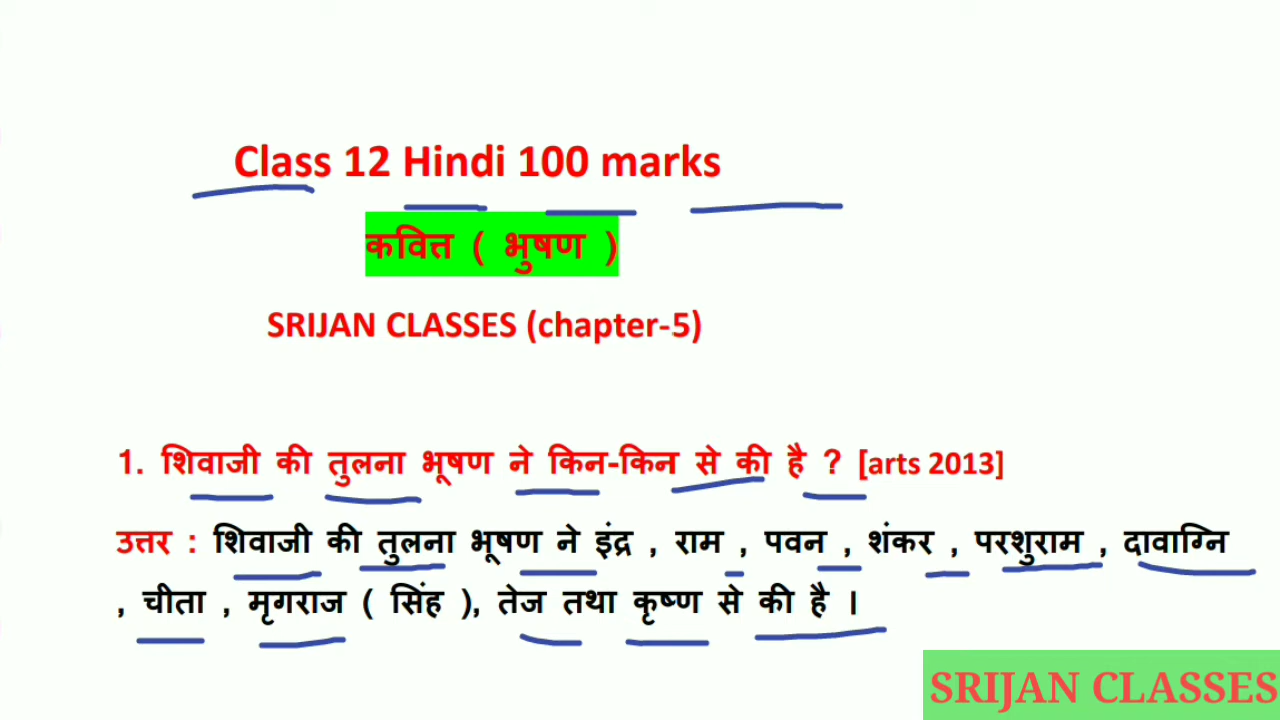 Class 12 Hindi 100 marks
कवित्त ( भुषण )
SRIJAN CLASSES (chapter-5)
1. शिवाजी की तुलना भूषण ने किन-किन से की है ? [arts 2013]
उत्तर : शिवाजी की तुलना भूषण ने इंद्र , राम , पवन , शंकर , परशुराम , दावाग्नि
, चीता , मृगराज ( सिंह ), तेज तथा कृष्ण से की है ।
SRIJAN CLASSES